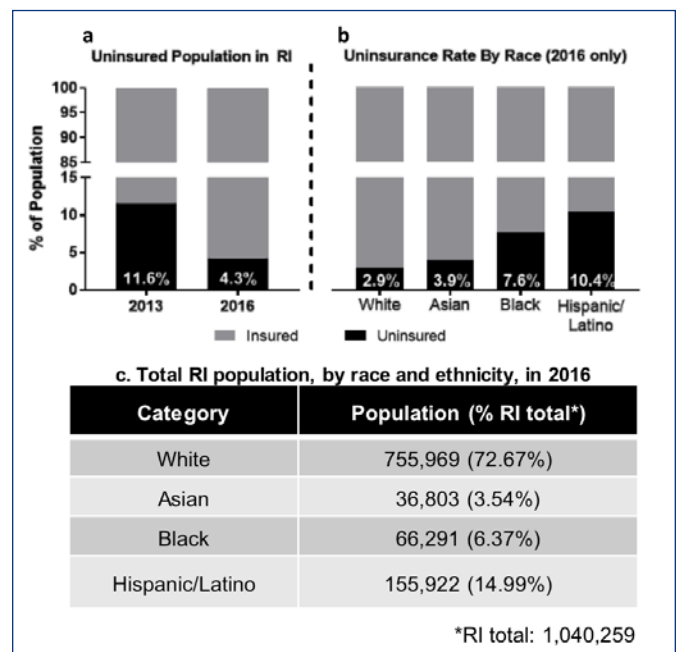 a
Uninsured Population in RI
b
Uninsurance Rate By Race (2016 only)
% of Population
100
95
90
85
15
10
5
0
11.6%
4.3%
2013
2016
2.9%
3.9%
7.6%
10.4%
White
Asian
Black
Hispanic/
Latino
Insured
Uninsured
c. Total RI population, by race and ethnicity, in 2016
Category Population (% RI total*)
White 755,969 (72.67%)
Asian 36,803 (3.54%)
Black 66,291 (6.37%)
Hispanic/Latino 155,922 (14.99%)
*RI total: 1,040,259